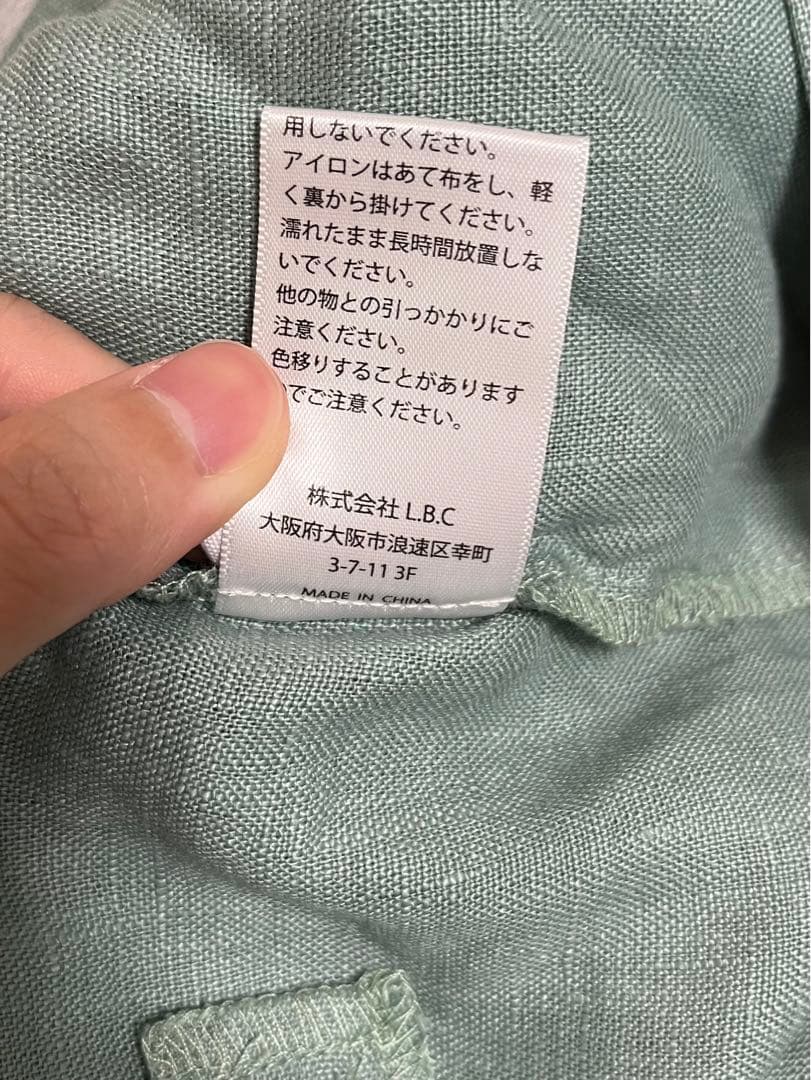 用しないでください。
アイロンはあて布をし、軽
く裏から掛けてください。
濡れたまま長時間放置しな
いでください。
他の物との引っかかりにご
注意ください。
色移りすることがあります
のでご注意ください。
株式会社 L.B.C
大阪府大阪市浪速区幸町
3-7-11 3F
MADE IN CHINA